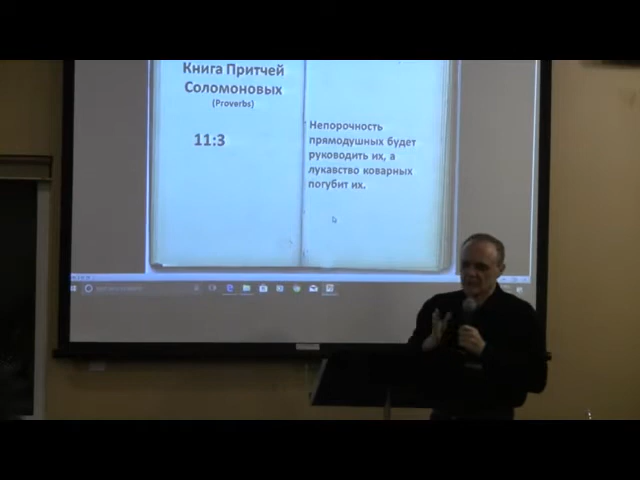 Книга Притчей
Соломоновых
(Proverbs)
11:3
Непорочность
прямодушных будет
руководить их, а
лукавство коварных
погубит их.